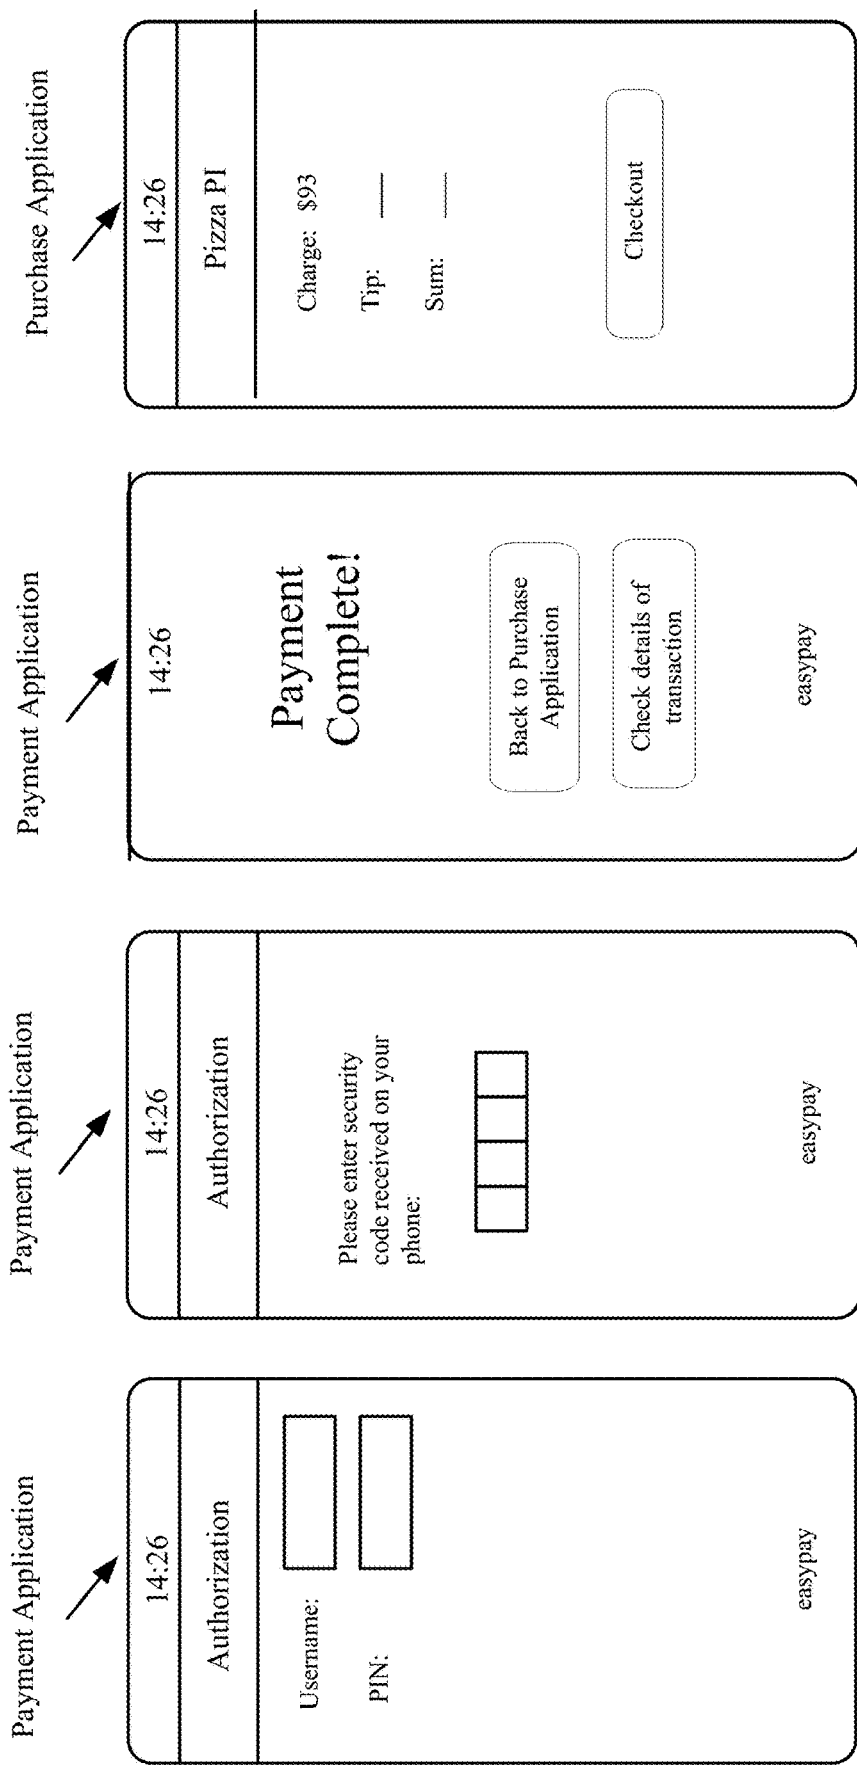 Payment Application
14:26
Authorization
Username:
PIN:
easypay
Payment Application
14:26
Authorization
Please enter security
code received on your
phone:
easypay
Payment Application
14:26
Payment
Complete!
Back to Purchase
Application
Check details of
transaction
easypay
Purchase Application
14:26
Pizza PI
Charge: $93
Tip:
Sum:
Checkout